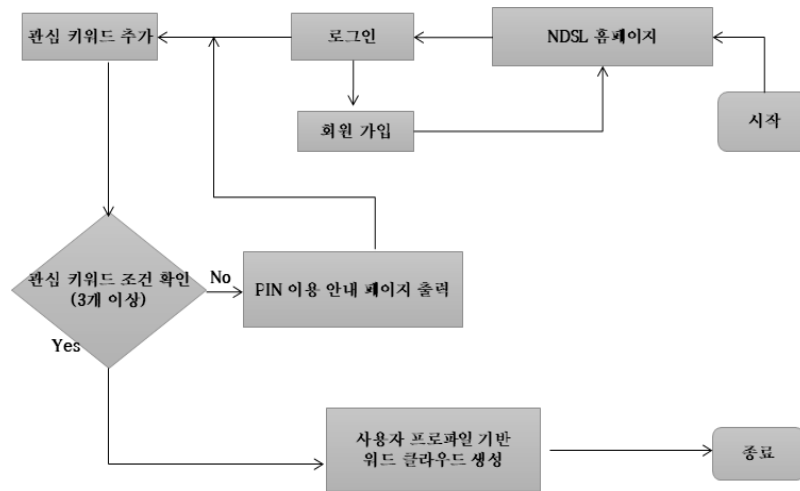 관심 키워드 추가
로그인
NDSL 홈페이지
시작
회원 가입
관심 키워드 조건 확인
(3개 이상)
No
PIN 이용 안내 페이지 출력
Yes
사용자 프로파일 기반
워드 클라우드 생성
종료